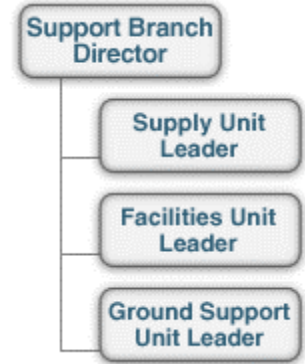 Support Branch
Director
Supply Unit
Leader
Facilities Unit
Leader
Ground Support
Unit Leader